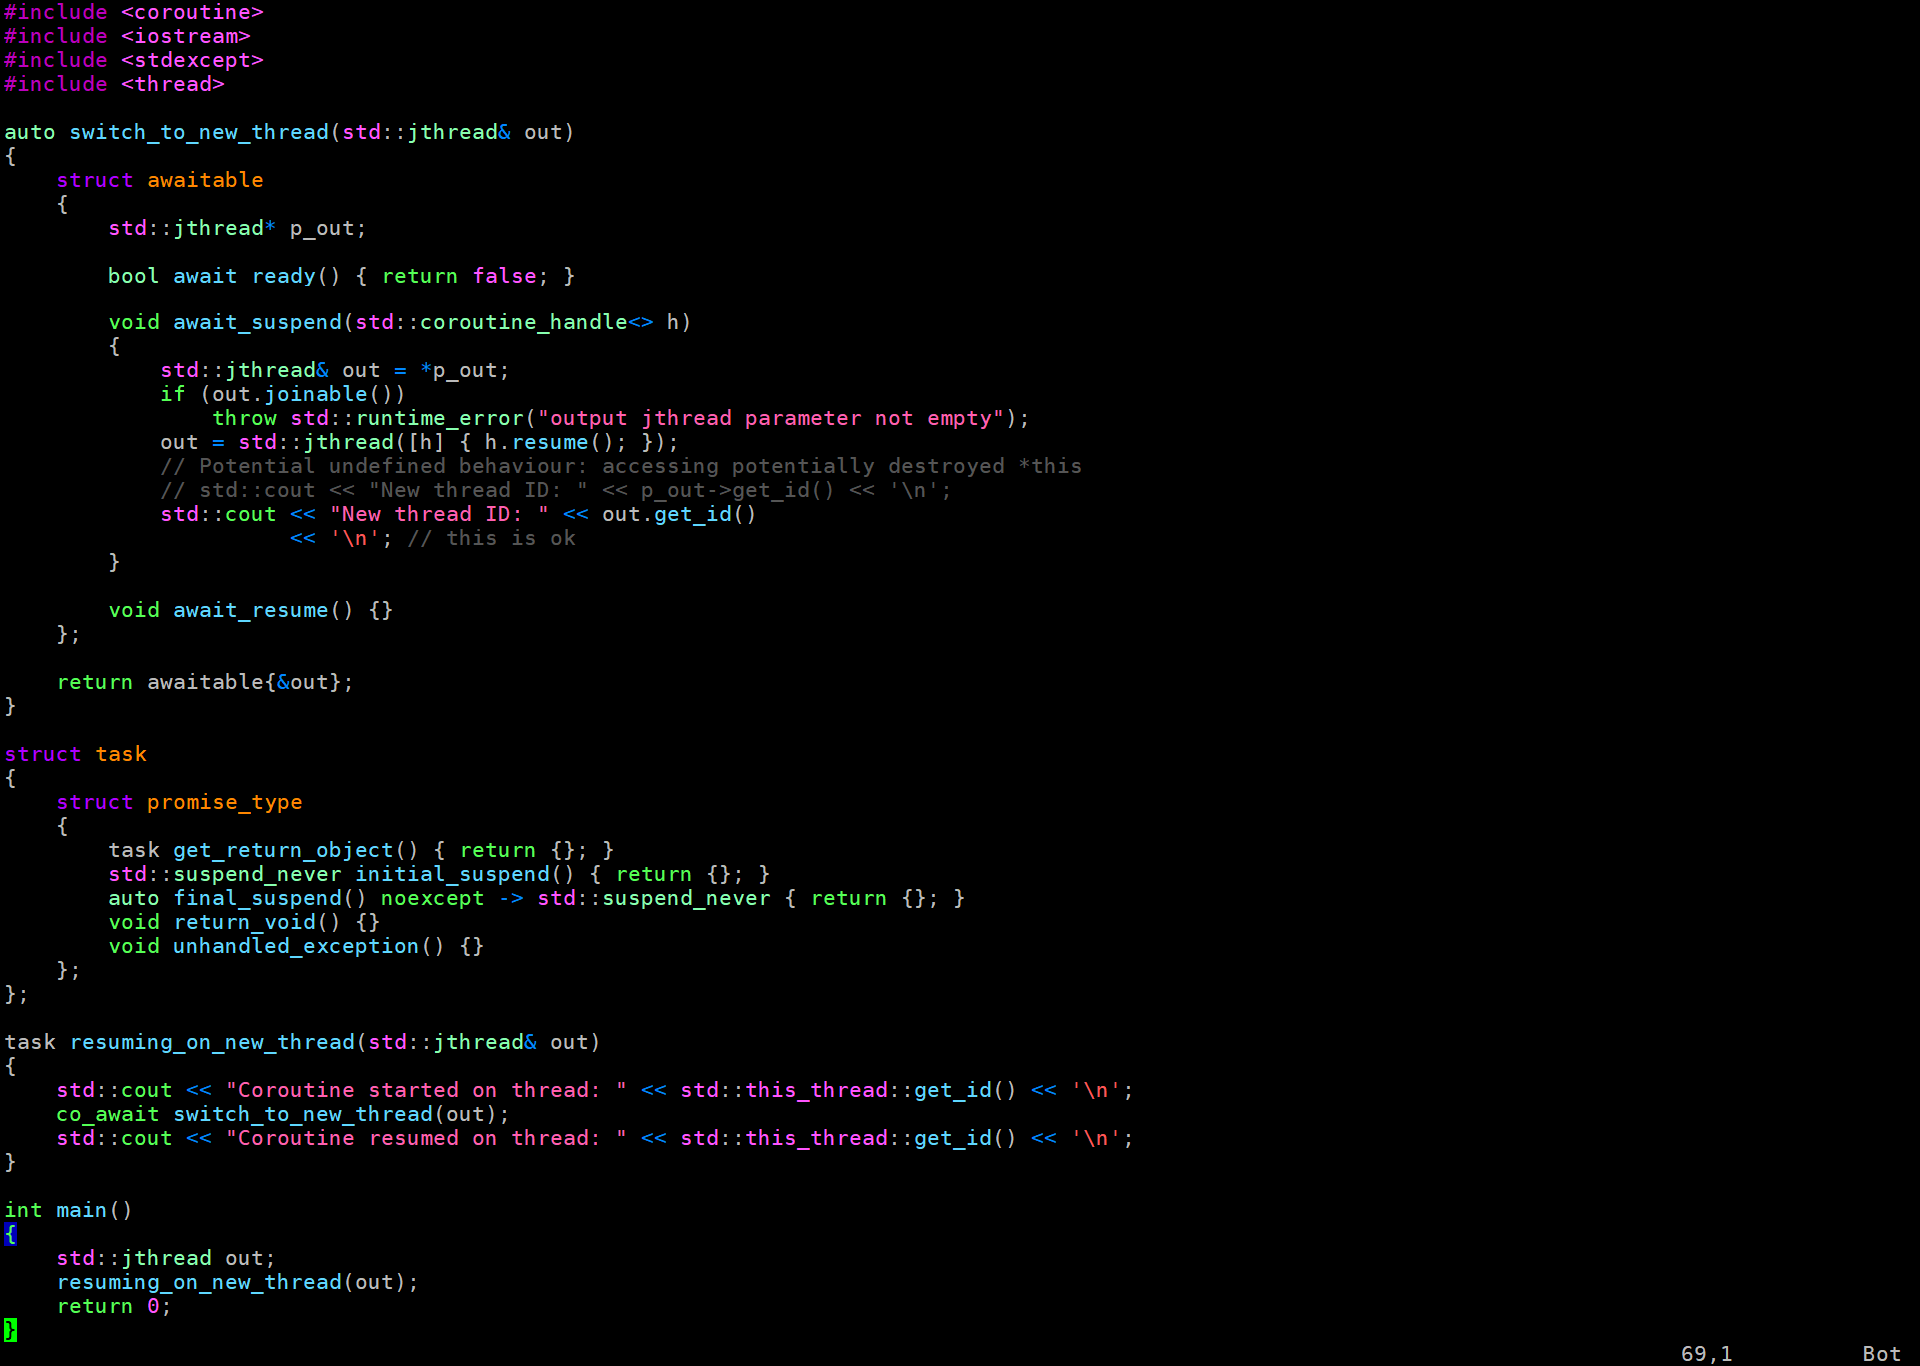 #include <coroutine>
#include <iostream>
#include <stdexcept>
#include <thread>

auto switch_to_new_thread(std::jthread& out)
{
    struct awaitable
    {
        std::jthread* p_out;

        bool await ready() { return false; }

        void await_suspend(std::coroutine_handle<> h)
        {
            std::jthread& out = *p_out;
            if (out.joinable())
                throw std::runtime_error("output jthread parameter not empty");
            out = std::jthread([h] { h.resume(); });
            // Potential undefined behaviour: accessing potentially destroyed *this
            // std::cout << "New thread ID: " << p_out->get_id() << '\n';
            std::cout << "New thread ID: " << out.get_id()
                      << '\n'; // this is ok
        }

        void await_resume() {}
    };

    return awaitable{&out};
}

struct task
{
    struct promise_type
    {
        task get_return_object() { return {}; }
        std::suspend_never initial_suspend() { return {}; }
        auto final_suspend() noexcept -> std::suspend_never { return {}; }
        void return_void() {}
        void unhandled_exception() {}
    };
};

task resuming_on_new_thread(std::jthread& out)
{
    std::cout << "Coroutine started on thread: " << std::this_thread::get_id() << '\n';
    co_await switch_to_new_thread(out);
    std::cout << "Coroutine resumed on thread: " << std::this_thread::get_id() << '\n';
}

int main()
{
    std::jthread out;
    resuming_on_new_thread(out);
    return 0;
}
69,1 Bot